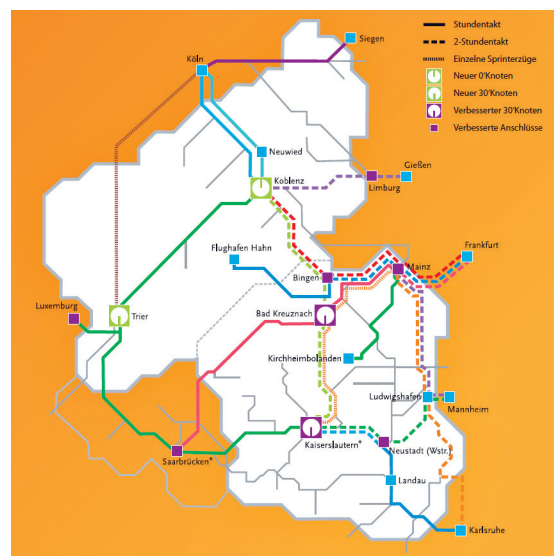 Siegen
Stundentakt
2-Stundentakt
Einzelne Sprinterzüge
Neuer 0'Knoten
Neuer 30'Knoten
Verbesserter 30'Knoten
Verbesserte Anschlüsse
Köln
Neuwied
Gießen
Koblenz
Limburg
Flughafen Hahn
Frankfurt
Mainz
Bingen
Luxemburg
Bad Kreuznach
Trier
Kirchheimbolanden
Ludwigshafen
Mannheim
Kaiserslautern*
Neustadt (Wstr.)
Saarbrücken*
Landau
Karlsruhe